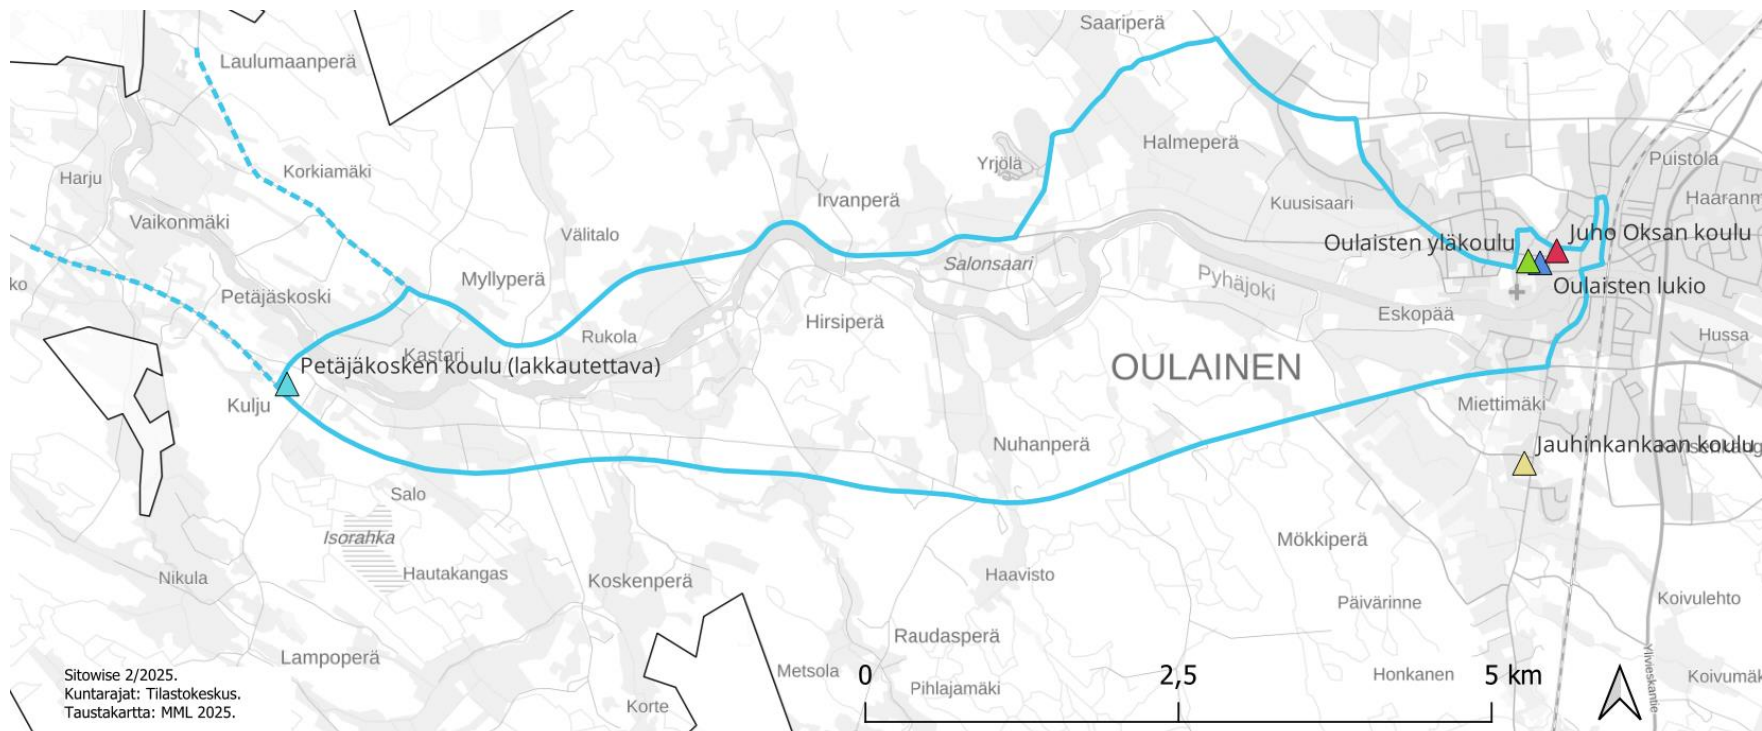 Saariperä
Laulumaanperä
Halmeperä
Puistola
Korkiamäki
Yrjölä
Harju
Irvanperä
Kuusisaari
Haaranm
Vaikonmäki
Välitalo
Oulaisten yläkoulu
Juho Oksan koulu
Salonsaari
Myllyperä
Pyhäjoki
Oulaisten lukio
ko
Petäjäskoski
Eskopää
Hirsiperä
Rukola
Hussa
Kastari
Petäjäkosken koulu (lakkautettava)
OULAINEN
Kulju
Miettimäki
Nuhanperä
Jauhinkankaan koulu
Salo
Isorahka
Mökkiperä
Hautakangas
Koskenperä
Haavisto
Nikula
Päivärinne
Koivulehto
Raudasperä
Lampoperä
Metsola
Honkanen
Koivumäk
Ylivieskantie
Pihlajamäki
Korte
0 2,5 5 km
Sitowise 2/2025.
Kuntarajat: Tilastokeskus.
Taustakartta: MML 2025.